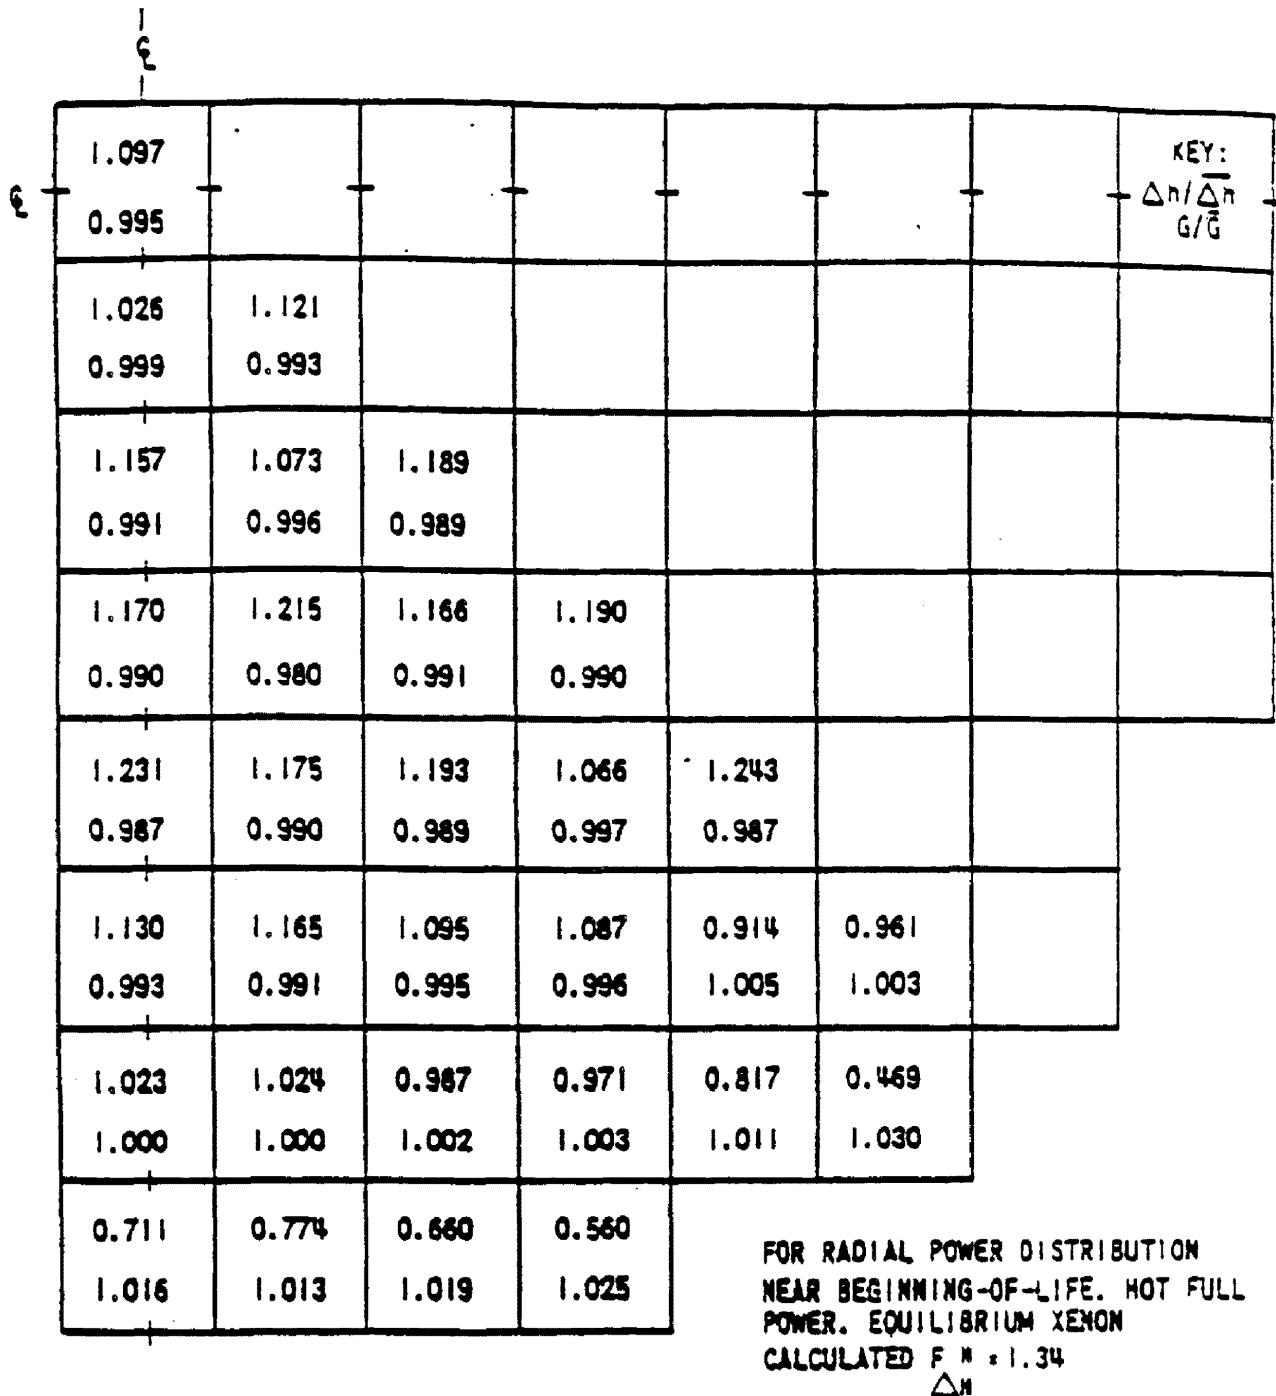 ℄
℄
1.097
KEY:
Δh/Δ̅h̅
0.995
G/G̅
1.026 1.121
0.999 0.993
1.157 1.073 1.189
0.991 0.996 0.989
1.170 1.215 1.166 1.190
0.990 0.980 0.991 0.990
1.231 1.175 1.193 1.066 1.243
0.987 0.990 0.989 0.997 0.987
1.130 1.165 1.095 1.087 0.914 0.961
0.993 0.991 0.995 0.996 1.005 1.003
1.023 1.024 0.987 0.971 0.817 0.469
1.000 1.000 1.002 1.003 1.011 1.030
0.711 0.774 0.660 0.560
1.016 1.013 1.019 1.025
FOR RADIAL POWER DISTRIBUTION
NEAR BEGINNING-OF-LIFE. HOT FULL
POWER. EQUILIBRIUM XENON
CALCULATED F N = 1.34
ΔH